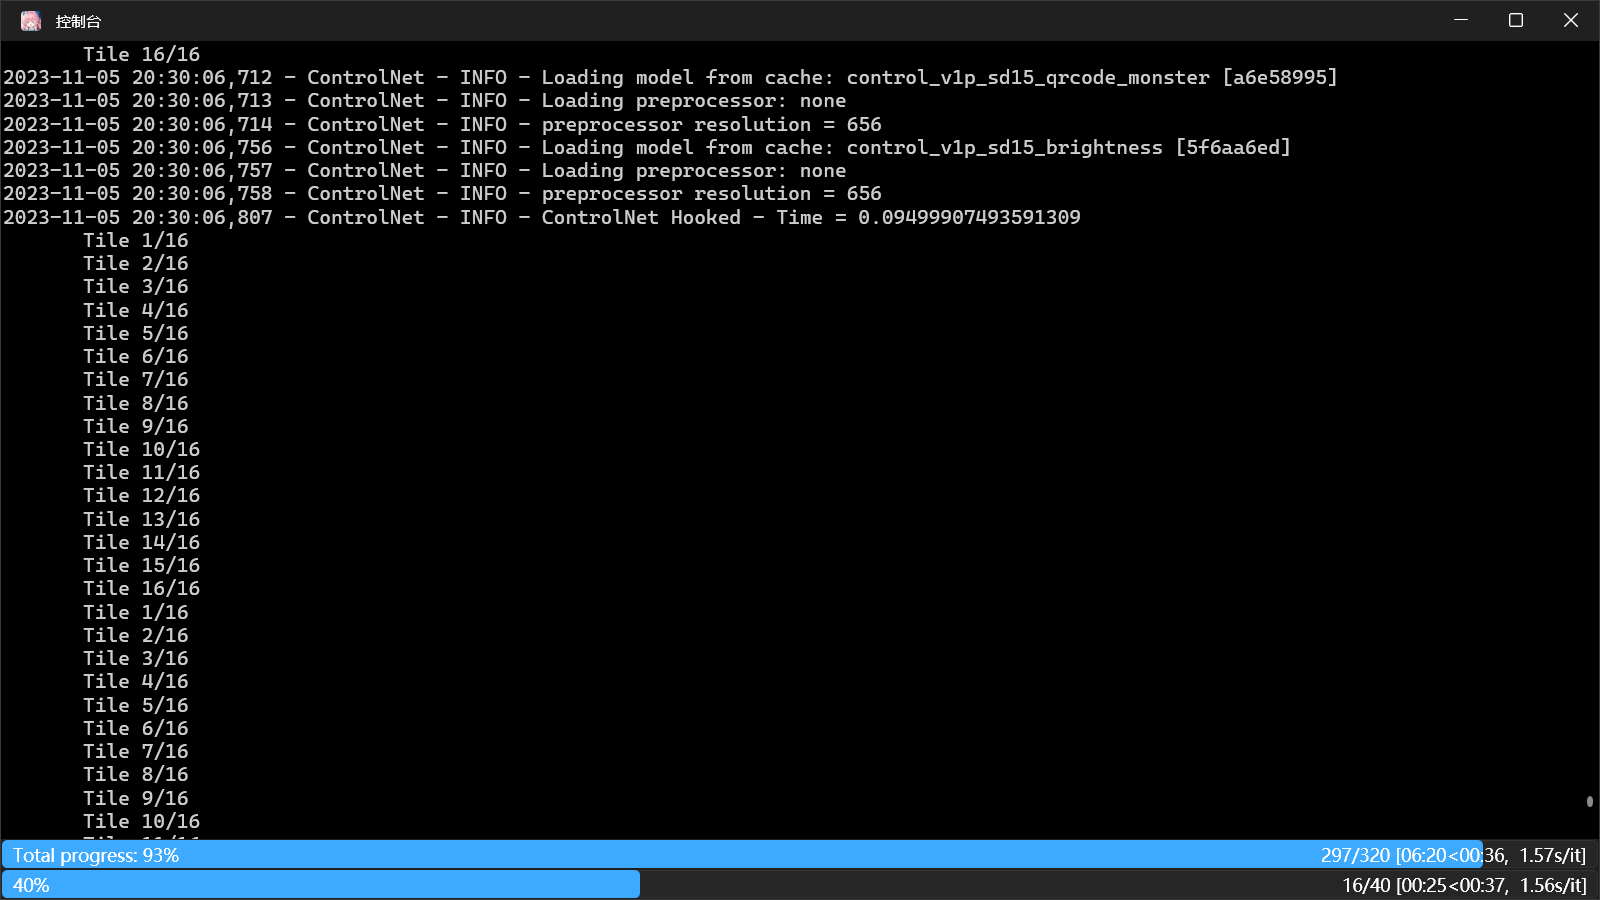 控制台
Tile 16/16
2023-11-05 20:30:06,712 - ControlNet - INFO - Loading model from cache: control_v1p_sd15_qrcode_monster [a6e58995]
2023-11-05 20:30:06,713 - ControlNet - INFO - Loading preprocessor: none
2023-11-05 20:30:06,714 - ControlNet - INFO - preprocessor resolution = 656
2023-11-05 20:30:06,756 - ControlNet - INFO - Loading model from cache: control_v1p_sd15_brightness [5f6aa6ed]
2023-11-05 20:30:06,757 - ControlNet - INFO - Loading preprocessor: none
2023-11-05 20:30:06,758 - ControlNet - INFO - preprocessor resolution = 656
2023-11-05 20:30:06,807 - ControlNet - INFO - ControlNet Hooked - Time = 0.09499907493591309
Tile 1/16
Tile 2/16
Tile 3/16
Tile 4/16
Tile 5/16
Tile 6/16
Tile 7/16
Tile 8/16
Tile 9/16
Tile 10/16
Tile 11/16
Tile 12/16
Tile 13/16
Tile 14/16
Tile 15/16
Tile 16/16
Tile 1/16
Tile 2/16
Tile 3/16
Tile 4/16
Tile 5/16
Tile 6/16
Tile 7/16
Tile 8/16
Tile 9/16
Tile 10/16
Total progress: 93% 297/320 [06:20<00:36, 1.57s/it]
40% 16/40 [00:25<00:37, 1.56s/it]